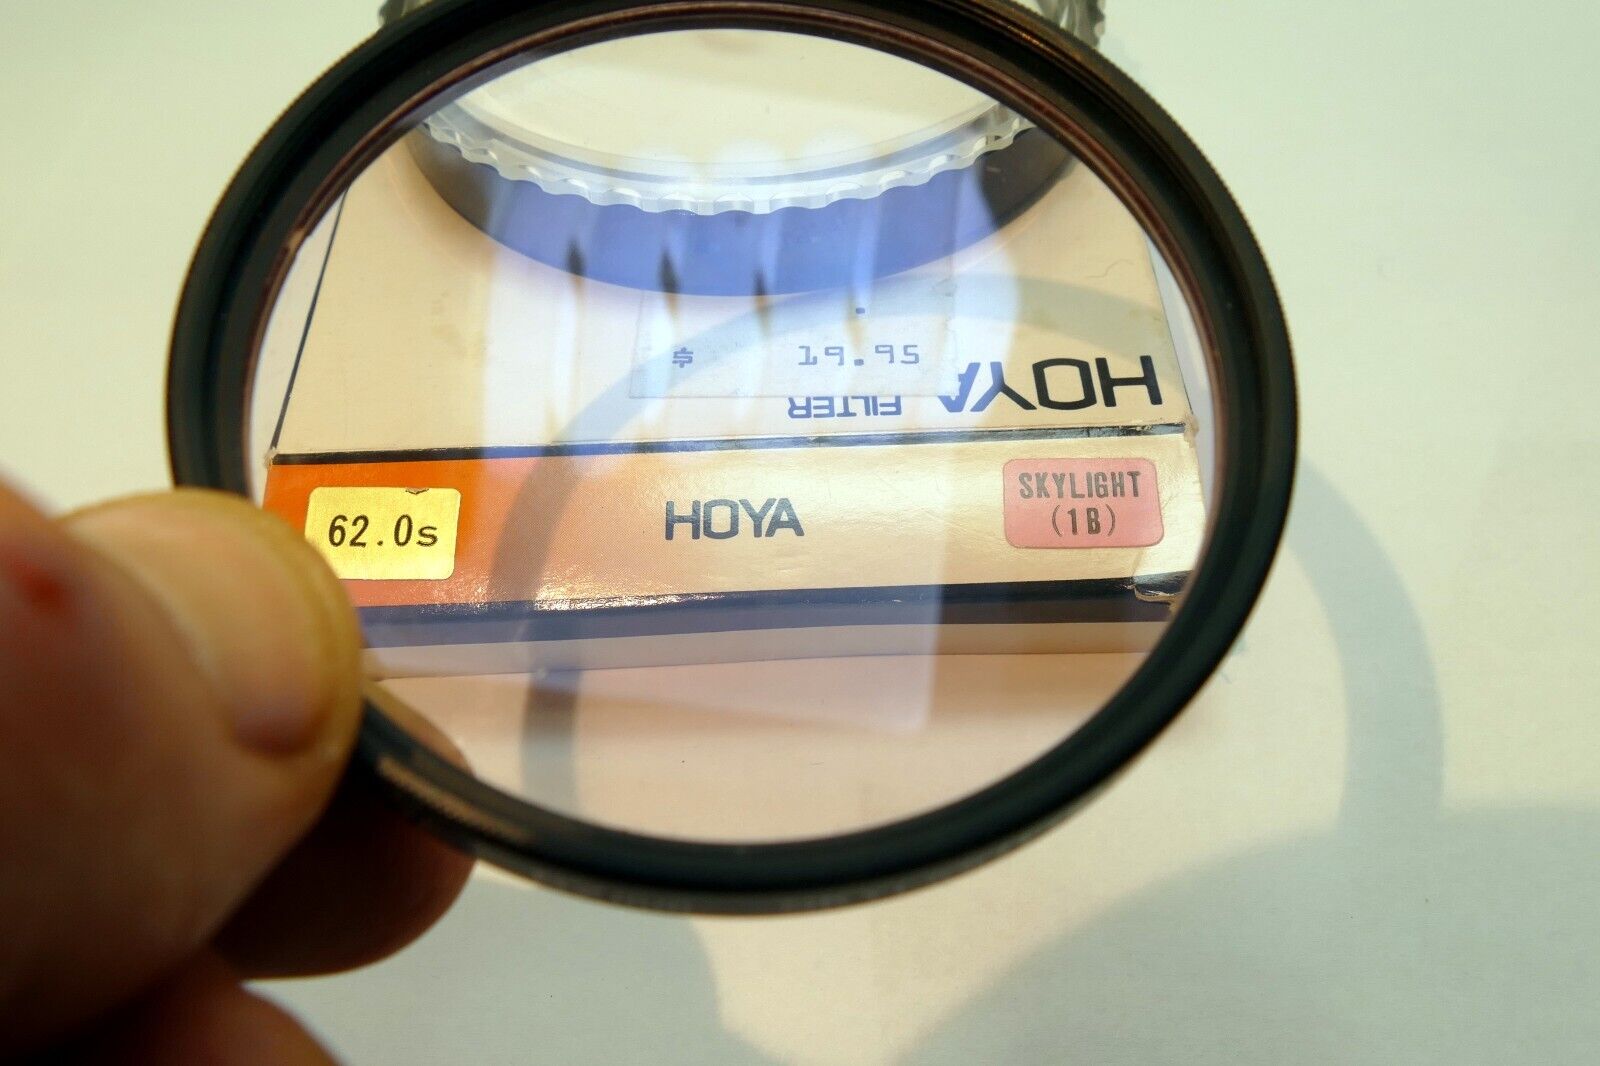 $ 19.95
HOYA FILTER
62.0s HOYA SKYLIGHT
(1B)